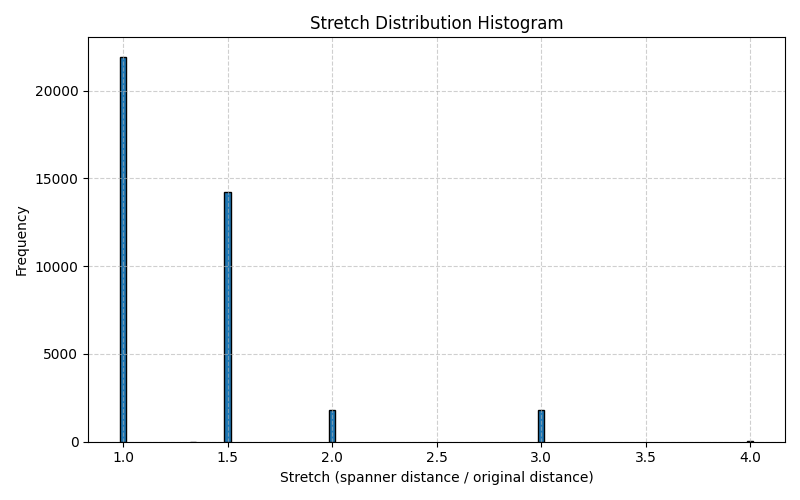 Stretch Distribution Histogram
Frequency
20000
15000
10000
5000
0
1.0 1.5 2.0 2.5 3.0 3.5 4.0
Stretch (spanner distance / original distance)